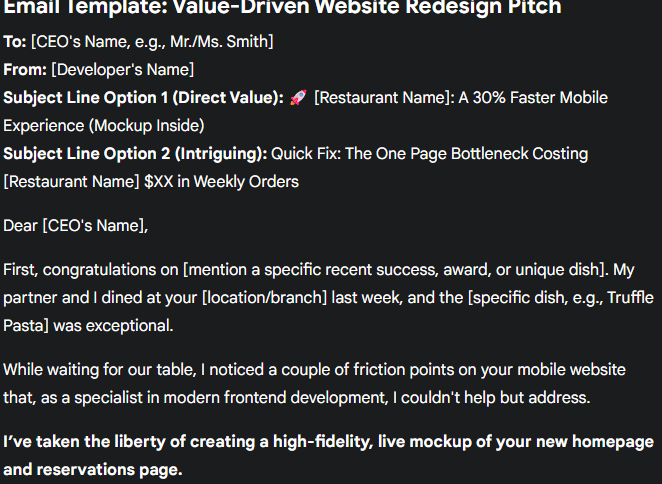 Email Template: Value-Driven Website Redesign Pitch
To: [CEO's Name, e.g., Mr./Ms. Smith]
From: [Developer's Name]
Subject Line Option 1 (Direct Value): 🚀 [Restaurant Name]: A 30% Faster Mobile
Experience (Mockup Inside)
Subject Line Option 2 (Intriguing): Quick Fix: The One Page Bottleneck Costing
[Restaurant Name] $XX in Weekly Orders
Dear [CEO's Name],
First, congratulations on [mention a specific recent success, award, or unique dish]. My
partner and I dined at your [location/branch] last week, and the [specific dish, e.g., Truffle
Pasta] was exceptional.
While waiting for our table, I noticed a couple of friction points on your mobile website
that, as a specialist in modern frontend development, I couldn't help but address.
I’ve taken the liberty of creating a high-fidelity, live mockup of your new homepage
and reservations page.